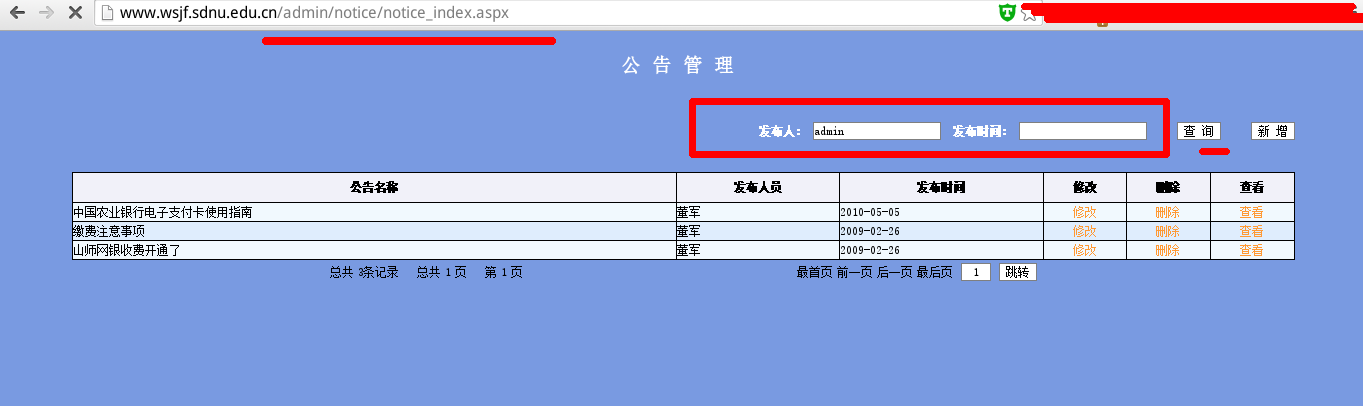 www.wsjf.sdnu.edu.cn/admin/notice/notice_index.aspx
公 告 管 理
发布人: admin 发布时间: 查 询 新 增
公告名称 发布人员 发布时间 修改 删除 查看
中国农业银行电子支付卡使用指南 董军 2010-05-05 修改 删除 查看
缴费注意事项 董军 2009-02-26 修改 删除 查看
山师网银收费开通了 董军 2009-02-26 修改 删除 查看
总共 3条记录 总共 1 页 第 1 页 最首页 前一页 后一页 最后页 1 跳转